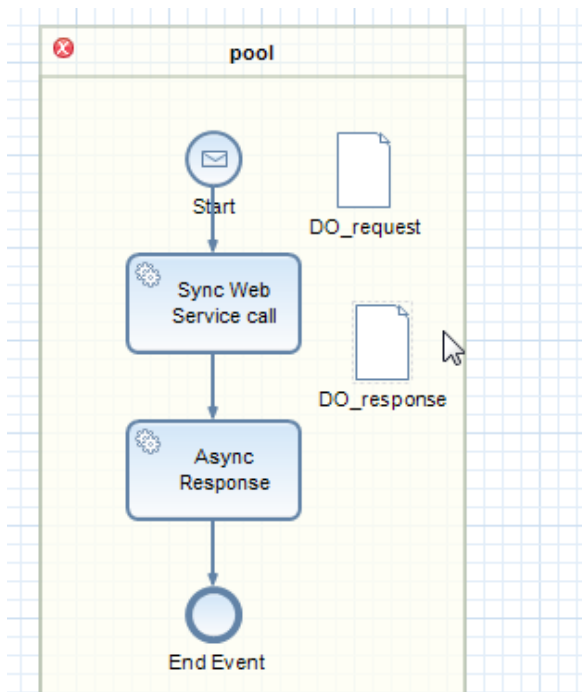 pool
Start
DO_request
Sync Web
Service call
DO_response
Async
Response
End Event